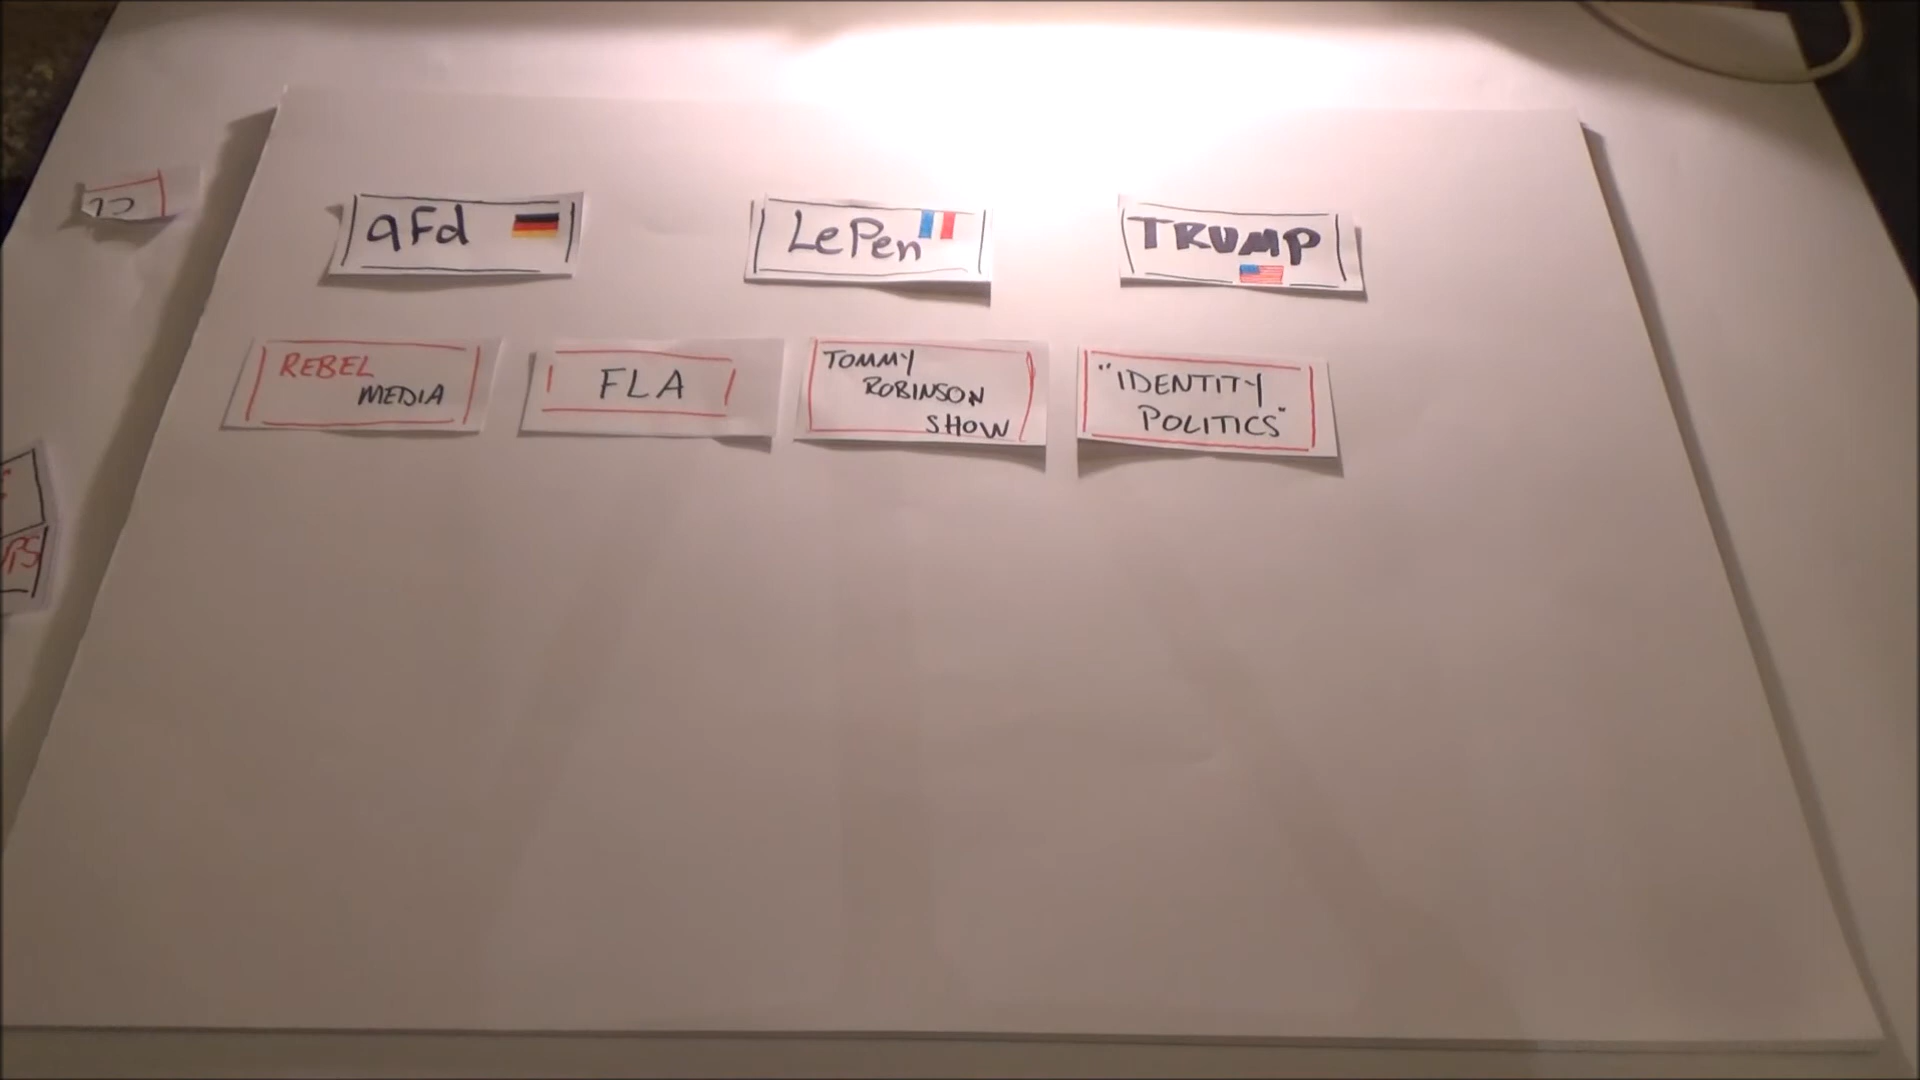 aFd
LePen
TRUMP
REBEL
MEDIA
FLA
TOMMY
ROBINSON
SHOW
"IDENTITY
POLITICS"